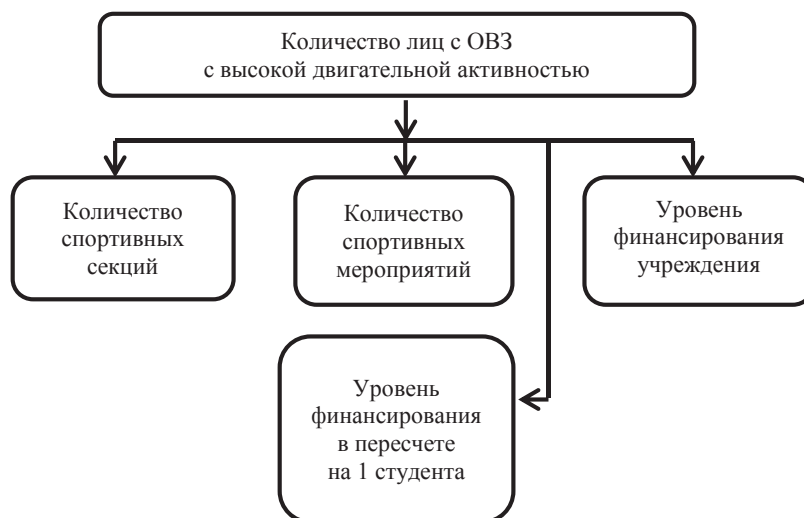 Количество лиц с ОВЗ
с высокой двигательной активностью
Количество
спортивных
секций
Количество
спортивных
мероприятий
Уровень
финансирования
учреждения
Уровень
финансирования
в пересчете
на 1 студента